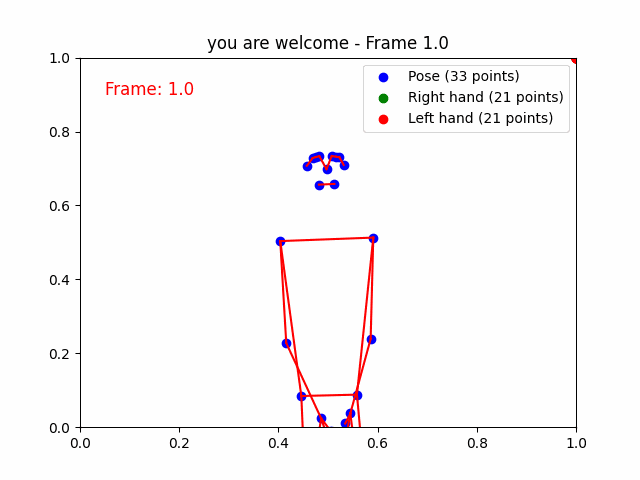 you are welcome - Frame 1.0
Frame: 1.0
Pose (33 points)
Right hand (21 points)
Left hand (21 points)
1.0
0.8
0.6
0.4
0.2
0.0
0.0 0.2 0.4 0.6 0.8 1.0